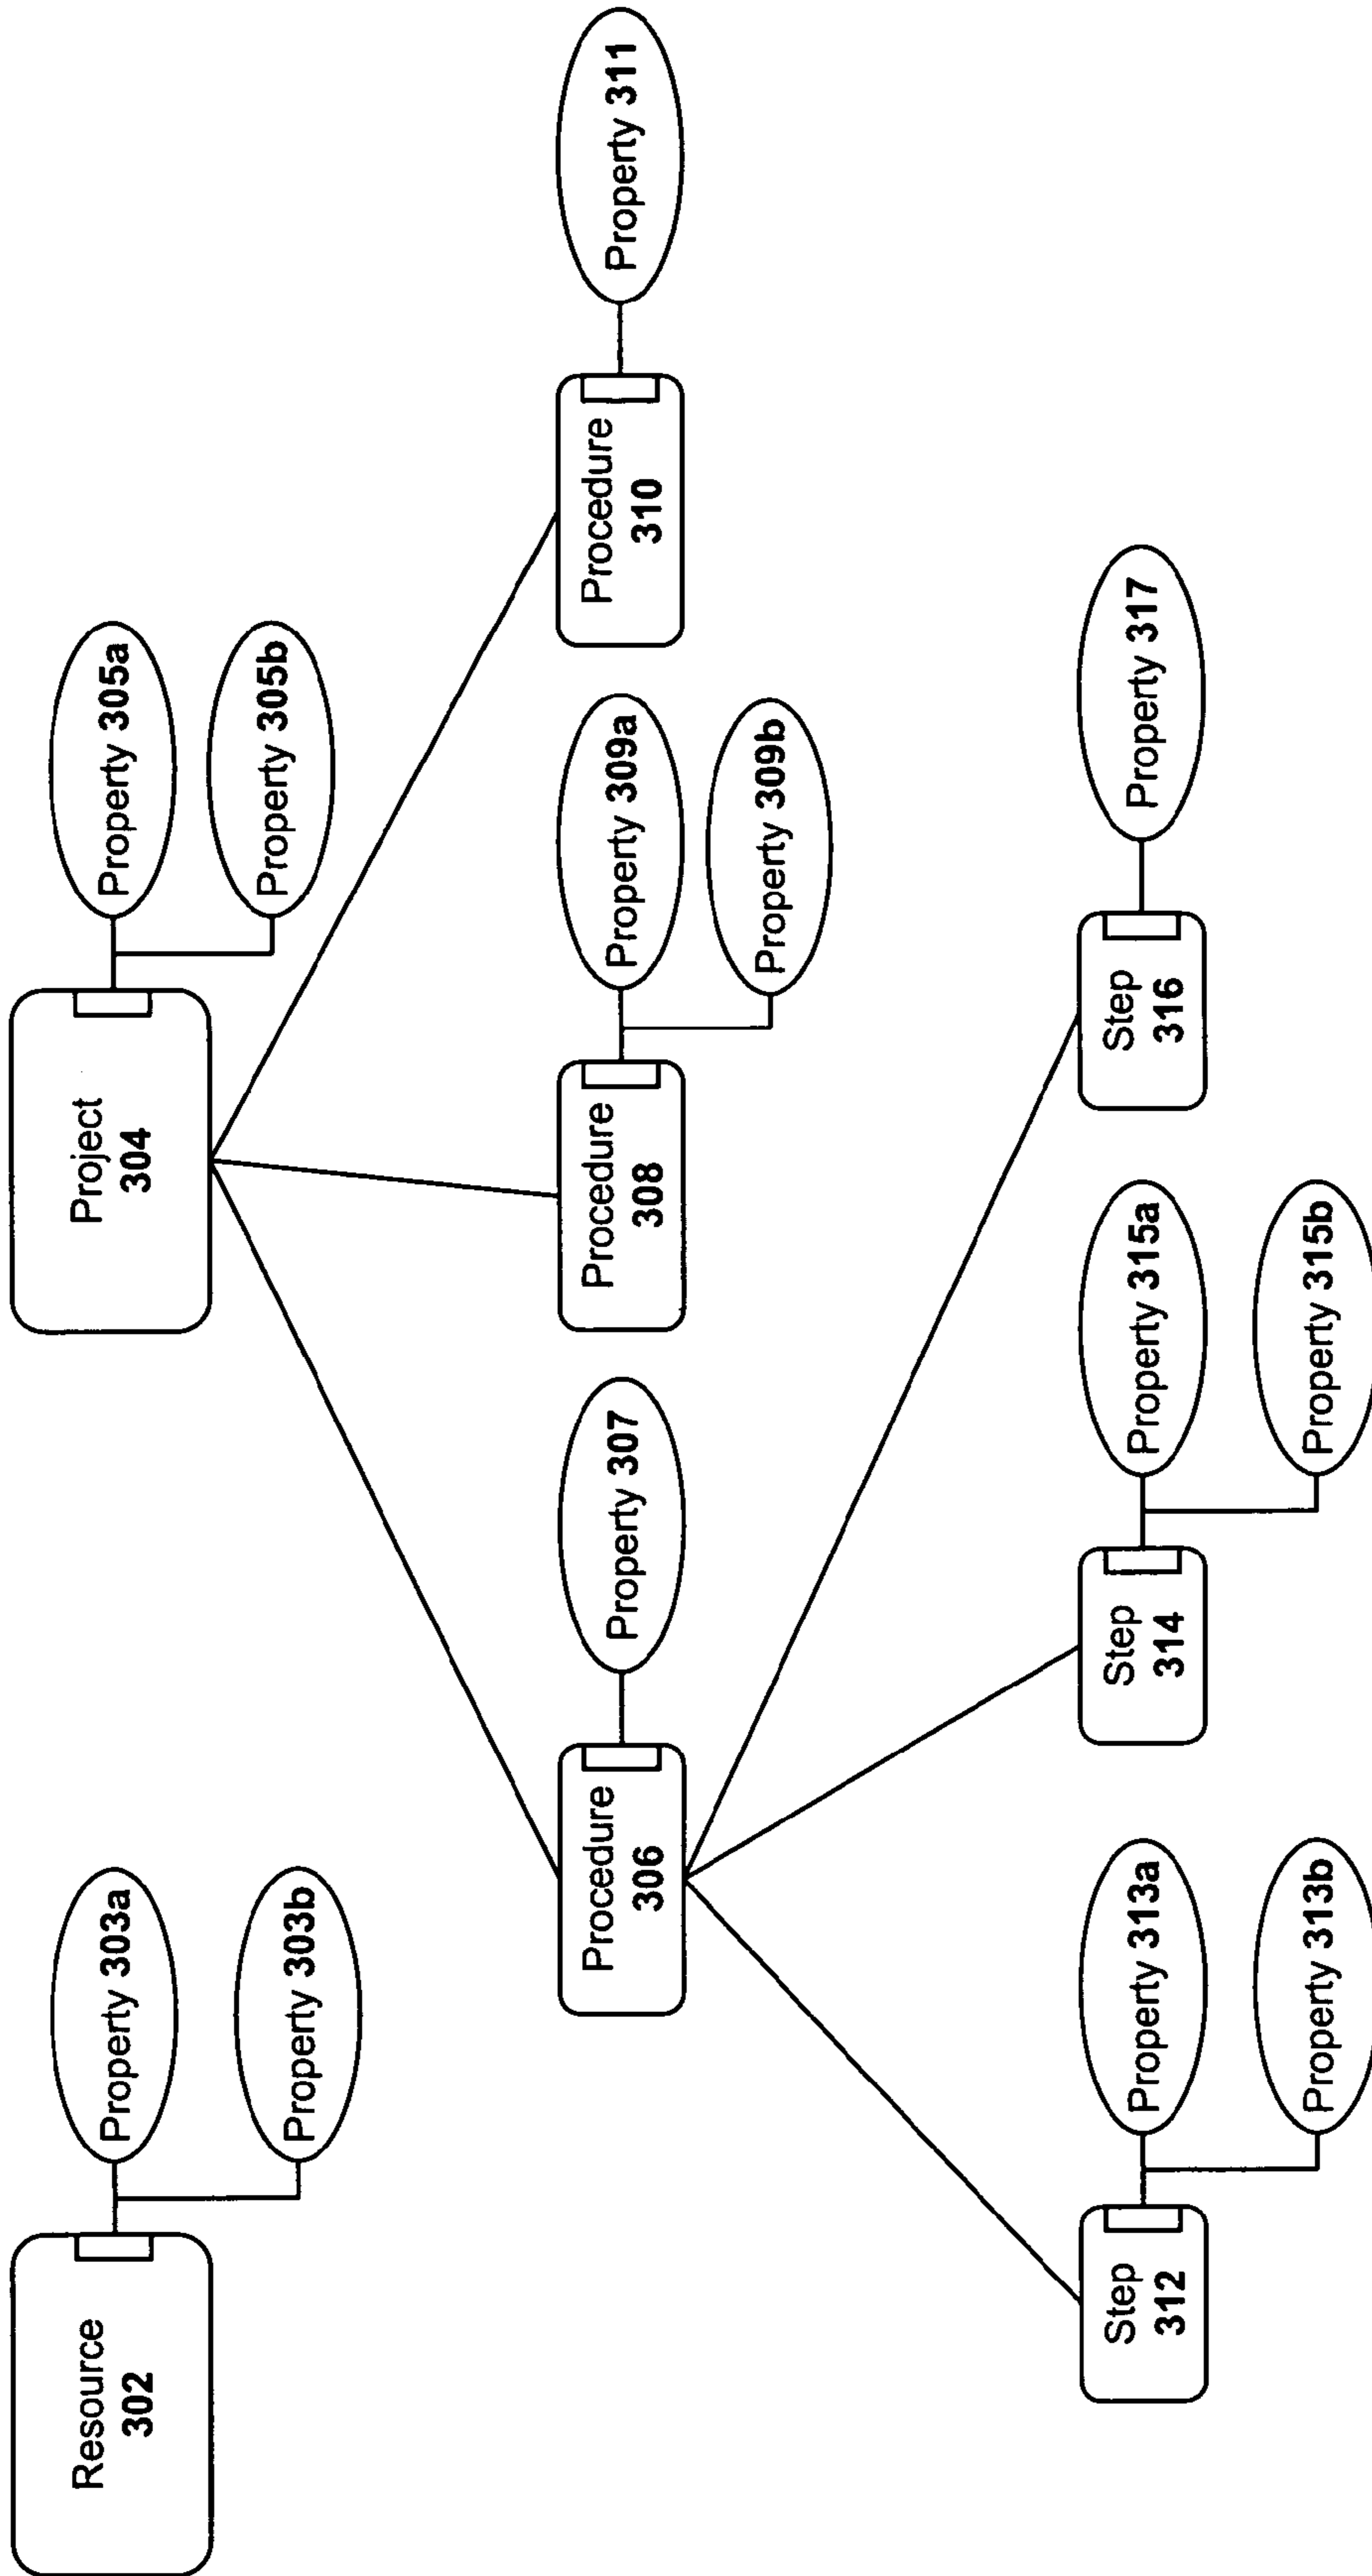 Resource
302
Property 303a
Property 303b
Project
304
Property 305a
Property 305b
Procedure
306
Property 307
Procedure
308
Property 309a
Property 309b
Procedure
310
Property 311
Step
312
Property 313a
Property 313b
Step
314
Property 315a
Property 315b
Step
316
Property 317